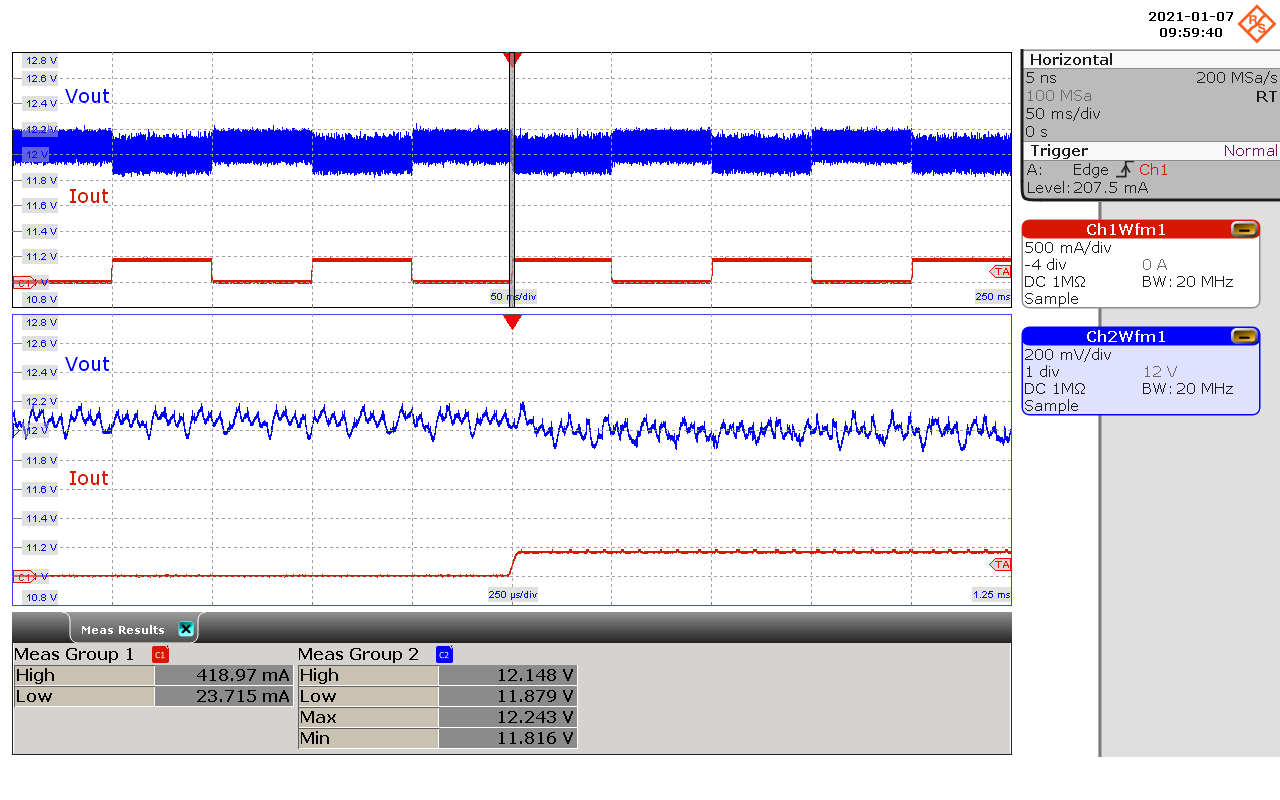 2021-01-07
09:59:40
R S
Horizontal
5 ns 200 MSa/s
100 MSa RT
50 ms/div
0 s
Trigger Normal
A: Edge Ch1
Level: 207.5 mA
Ch1Wfm1
500 mA/div
-4 div 0 A
DC 1MΩ BW: 20 MHz
Sample
Ch2Wfm1
200 mV/div
1 div 12 V
DC 1MΩ BW: 20 MHz
Sample
12.8 V
12.6 V
Vout
12.4 V
12.2 V
12 V
11.8 V
Iout
11.6 V
11.4 V
11.2 V
TA
C1 V
10.8 V
50 ms/div
250 ms
12.8 V
12.6 V
Vout
12.4 V
12.2 V
12 V
11.8 V
Iout
11.6 V
11.4 V
11.2 V
TA
C1 V
10.8 V
250 µs/div
1.25 ms
Meas Results
Meas Group 1 C1
High 418.97 mA
Low 23.715 mA
Meas Group 2 C2
High 12.148 V
Low 11.879 V
Max 12.243 V
Min 11.816 V